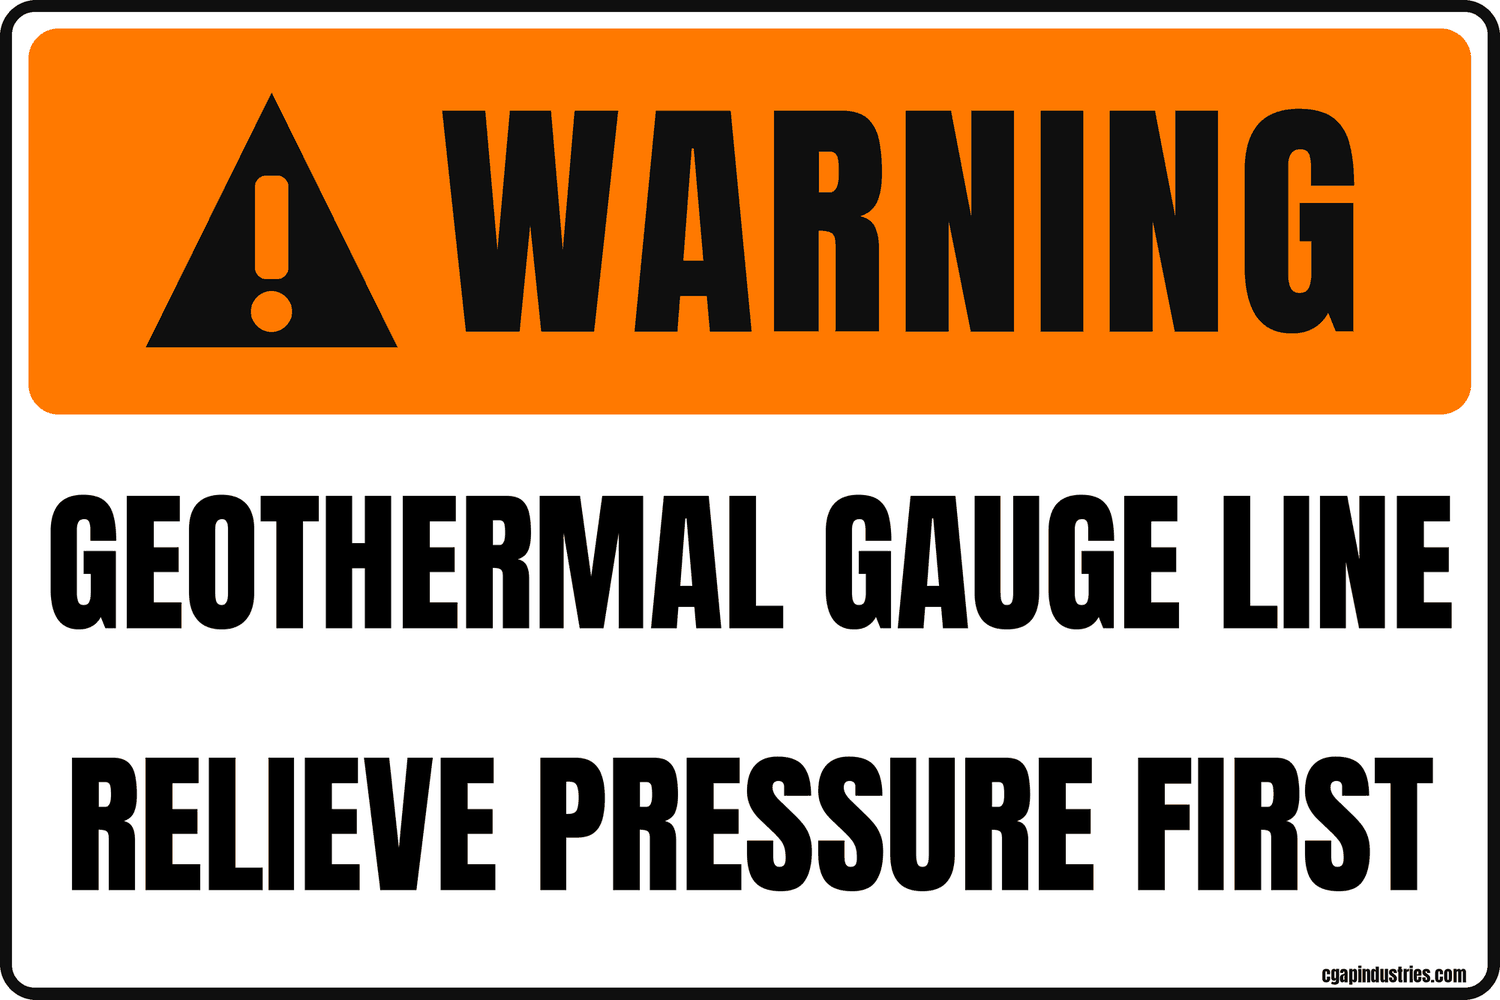 WARNING
GEOTHERMAL GAUGE LINE
RELIEVE PRESSURE FIRST
cgapindustries.com